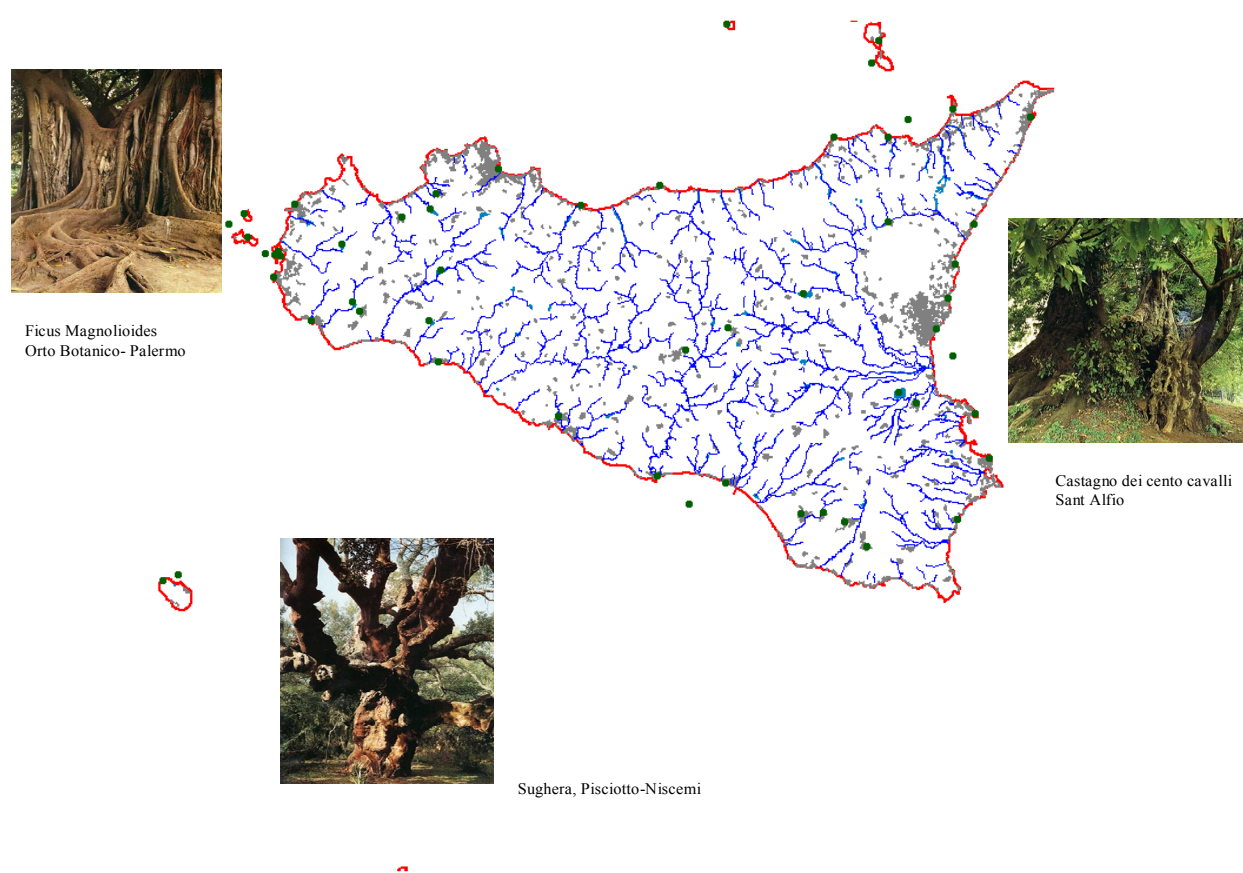 Ficus Magnolioides
Orto Botanico- Palermo
Castagno dei cento cavalli
Sant Alfio
Sughera, Pisciotto-Niscemi